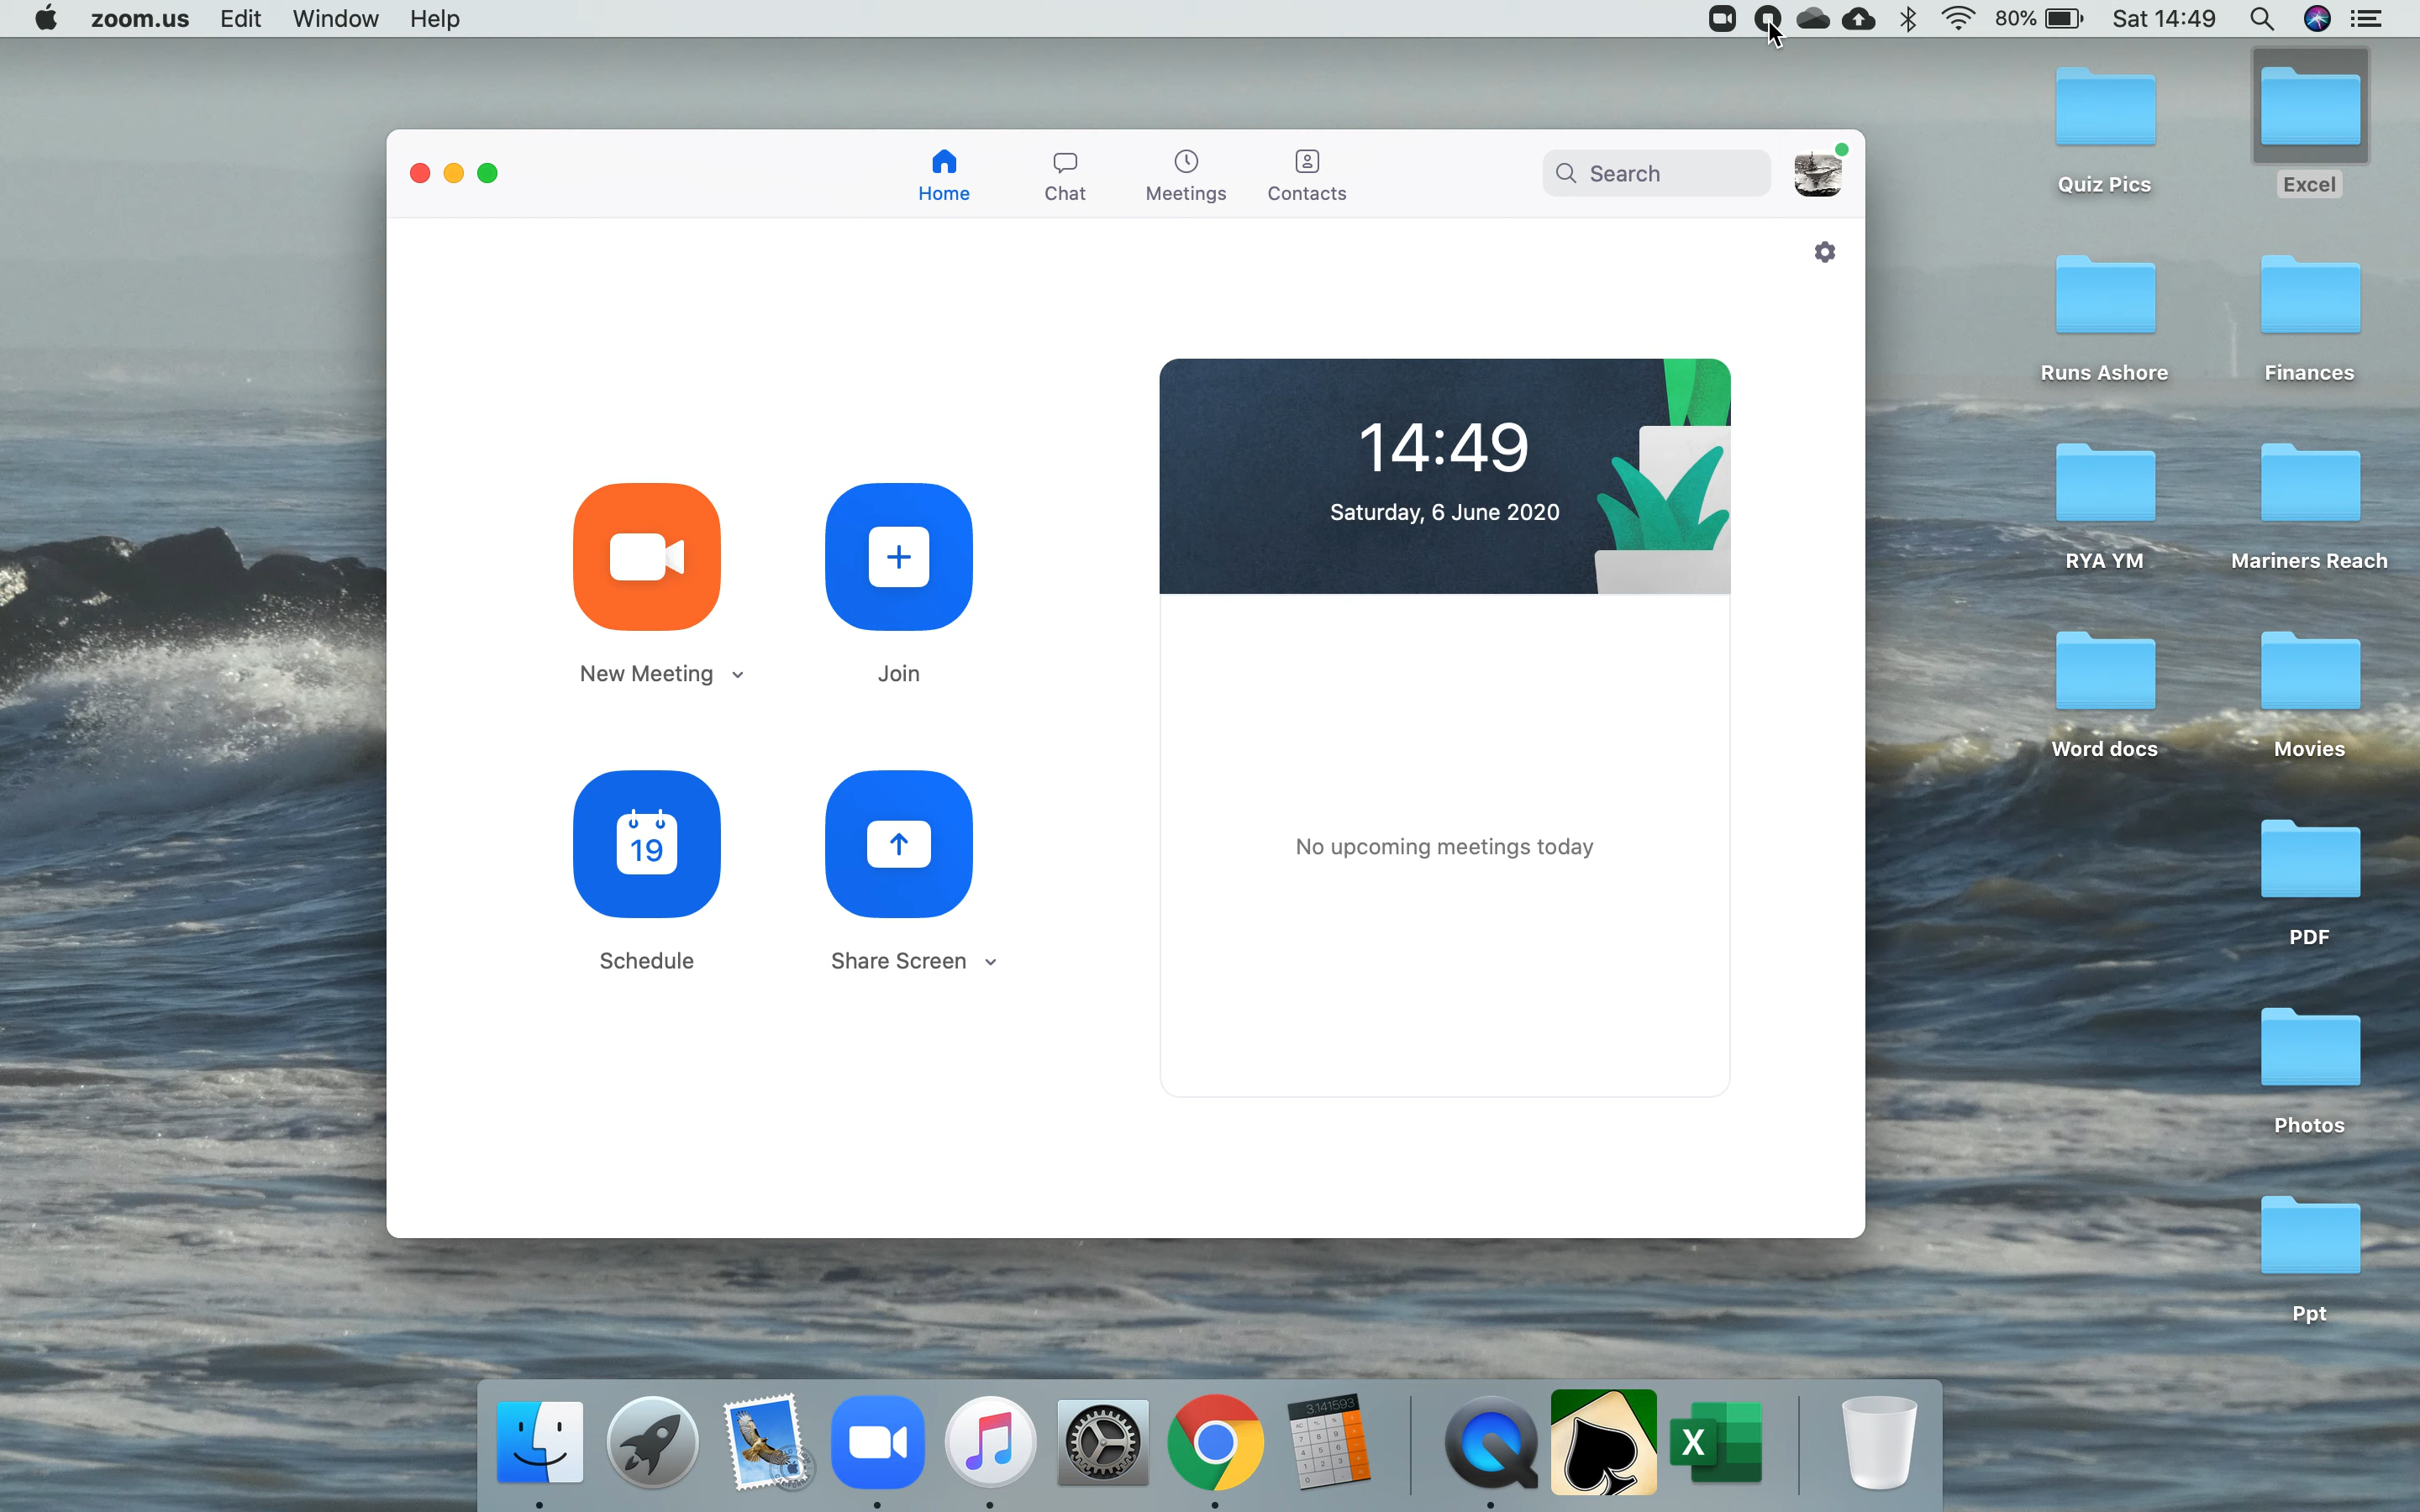 zoom.us Edit Window Help 80% Sat 14:49
Home Chat Meetings Contacts
Search
14:49
Saturday, 6 June 2020
New Meeting
Join
19
Schedule
Share Screen
No upcoming meetings today
Quiz Pics
Excel
Runs Ashore
Finances
RYA YM
Mariners Reach
Word docs
Movies
PDF
Photos
Ppt
3.141593
X